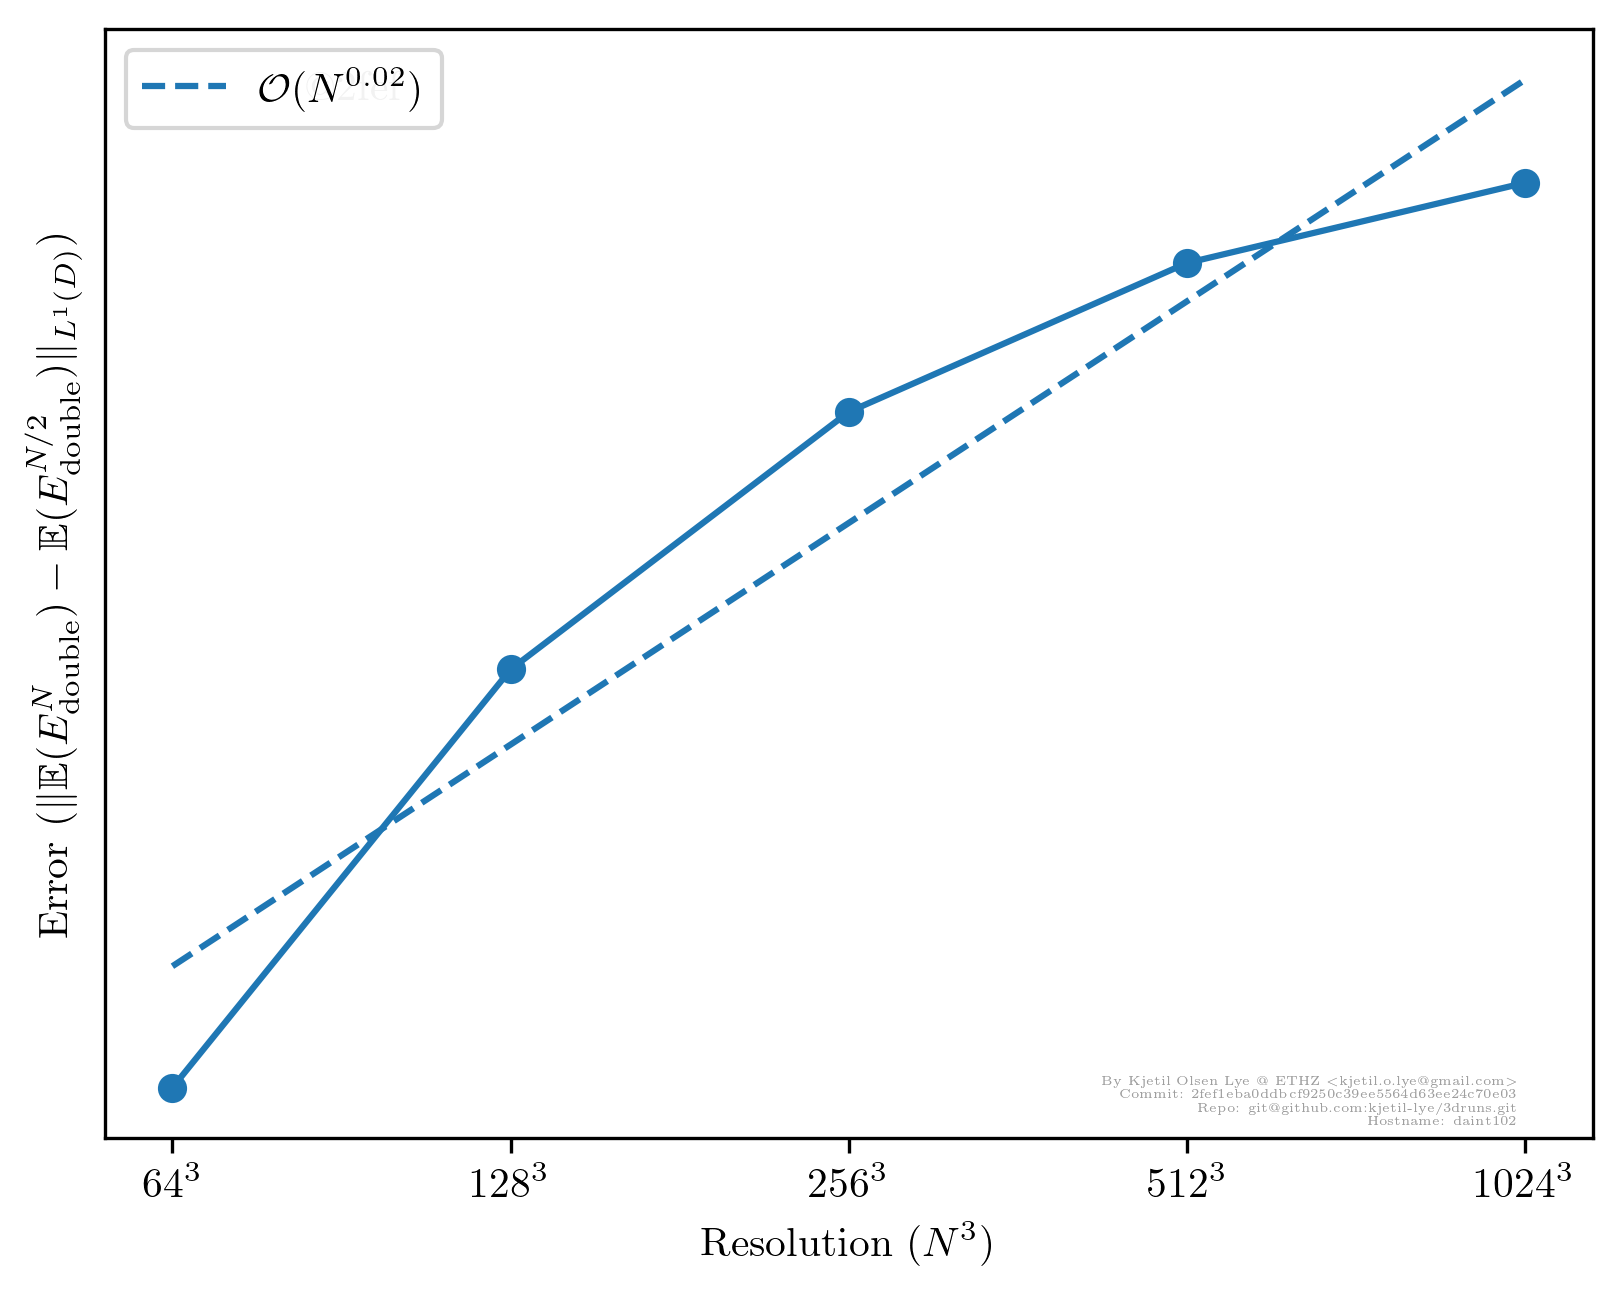 𝒪(N^0.02)
Error (||𝔼(E^N_double) − 𝔼(E^N/2_double)||_L^1(D))
64^3
128^3
256^3
512^3
1024^3
Resolution (N^3)
By Kjetil Olsen Lye @ ETHZ <kjetil.o.lye@gmail.com>
Commit: 2fef1eba0ddbcf9250c39ee5564d63ee24c70e03
Repo: git@github.com:kjetil-lye/3druns.git
Hostname: daint102